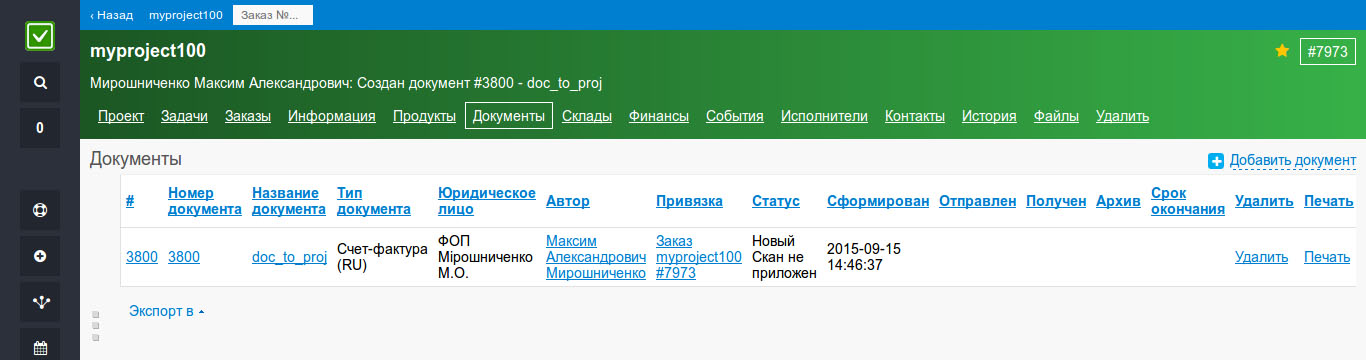 ‹ Назад myproject100 Заказ №...
myproject100
#7973
Мирошниченко Максим Александрович: Создан документ #3800 - doc_to_proj
Проект Задачи Заказы Информация Продукты Документы Склады Финансы События Исполнители Контакты История Файлы Удалить
0
Документы
Добавить документ
# Номер документа Название документа Тип документа Юридическое лицо Автор Привязка Статус Сформирован Отправлен Получен Архив Срок окончания Удалить Печать
3800 3800 doc_to_proj Счет-фактура (RU) ФОП Мірошниченко М.О. Максим Александрович Мирошниченко Заказ myproject100 #7973 Новый Скан не приложен 2015-09-15 14:46:37 Удалить Печать
Экспорт в